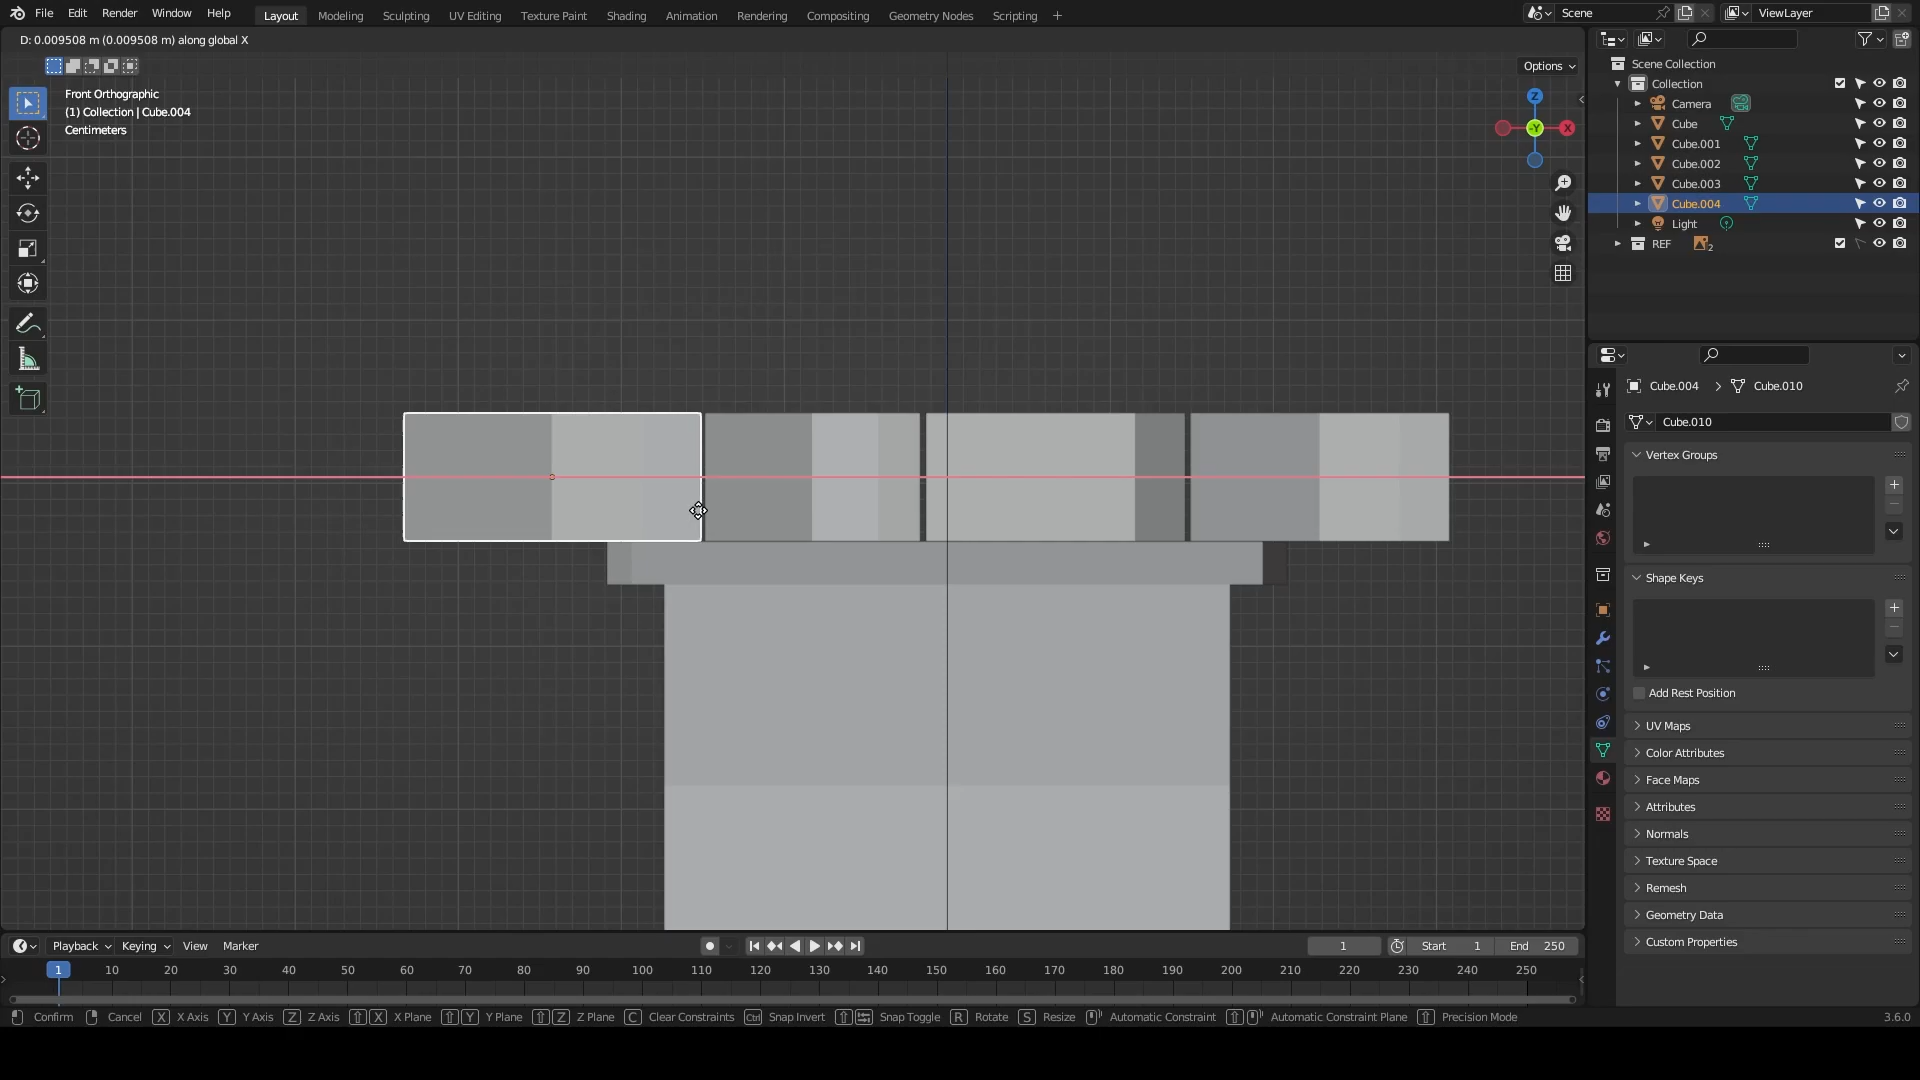 File Edit Render Window Help Layout Modeling Sculpting UV Editing Texture Paint Shading Animation Rendering Compositing Geometry Nodes Scripting + Scene ViewLayer
D: 0.009508 m (0.009508 m) along global X
Options
Front Orthographic
(1) Collection | Cube.004
Centimeters
Z
-Y
X
Scene Collection
Collection
Camera
Cube
Cube.001
Cube.002
Cube.003
Cube.004
Light
REF 2
Cube.004 > Cube.010
Cube.010
Vertex Groups
Shape Keys
Add Rest Position
UV Maps
Color Attributes
Face Maps
Attributes
Normals
Texture Space
Remesh
Geometry Data
Custom Properties
Playback Keying View Marker 1 Start 1 End 250
1 10 20 30 40 50 60 70 80 90 100 110 120 130 140 150 160 170 180 190 200 210 220 230 240 250
Confirm Cancel X X Axis Y Y Axis Z Z Axis X X Plane Y Y Plane Z Z Plane C Clear Constraints Ctrl Snap Invert Snap Toggle R Rotate S Resize Automatic Constraint Automatic Constraint Plane Precision Mode 3.6.0